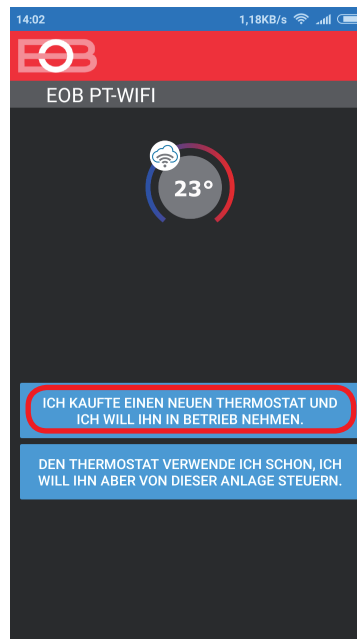 14:02 1,18KB/s
EOB
EOB PT-WIFI
23°
ICH KAUFTE EINEN NEUEN THERMOSTAT UND
ICH WILL IHN IN BETRIEB NEHMEN.
DEN THERMOSTAT VERWENDE ICH SCHON, ICH
WILL IHN ABER VON DIESER ANLAGE STEUERN.